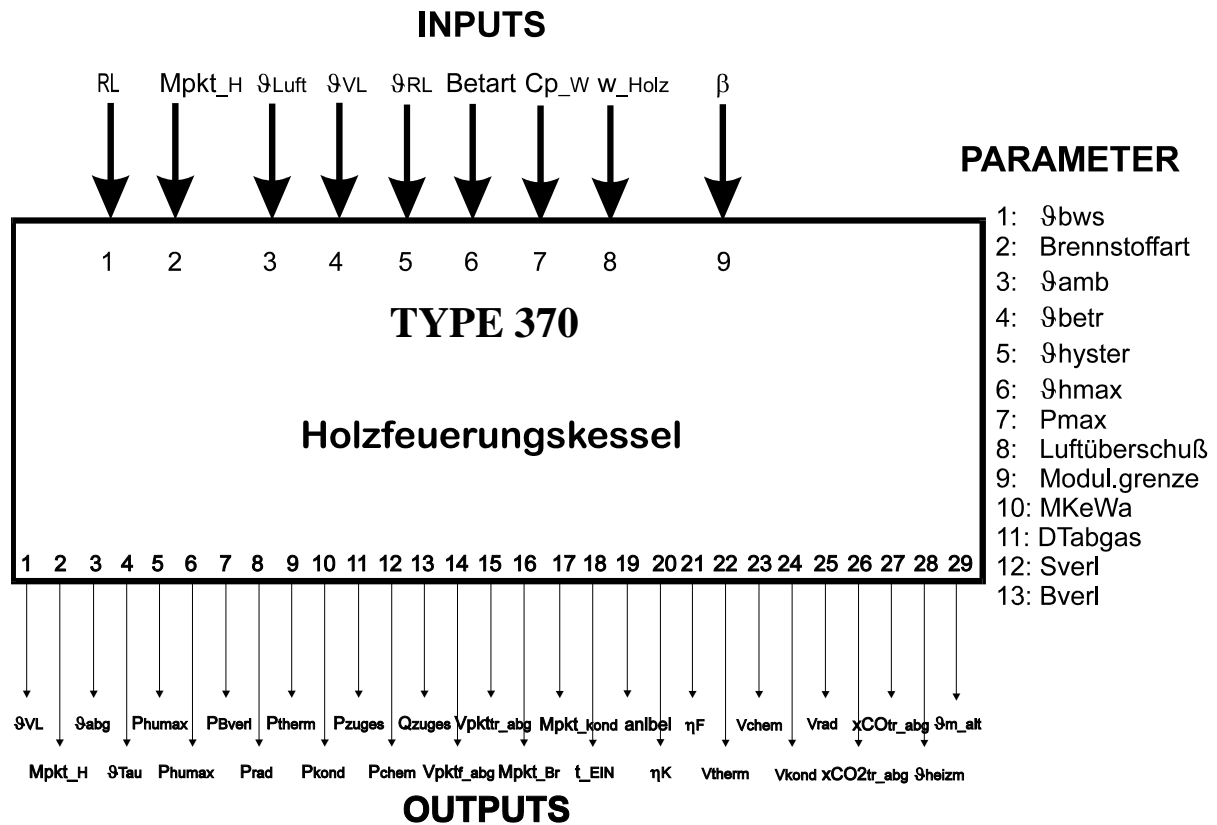 INPUTS
RL Mpkt_H ϑLuft ϑVL ϑRL Betart Cp_W w_Holz β
PARAMETER
1 2 3 4 5 6 7 8 9
TYPE 370
Holzfeuerungskessel
1: ϑbws
2: Brennstoffart
3: ϑamb
4: ϑbetr
5: ϑhyster
6: ϑhmax
7: Pmax
8: Luftüberschuß
9: Modul.grenze
10: MKeWa
11: DTabgas
12: Sverl
13: Bverl
1 2 3 4 5 6 7 8 9 10 11 12 13 14 15 16 17 18 19 20 21 22 23 24 25 26 27 28 29
ϑVL ϑabg Phumax PBverl Ptherm Pzuges Qzuges Vpkttr_abg Mpkt_kond anlbel ηF Vchem Vrad xCOtr_abg ϑm_alt
Mpkt_H ϑTau Phumax Prad Pkond Pchem Vpktf_abg Mpkt_Br t_EIN ηK Vtherm Vkond xCO2tr_abg ϑheizm
OUTPUTS